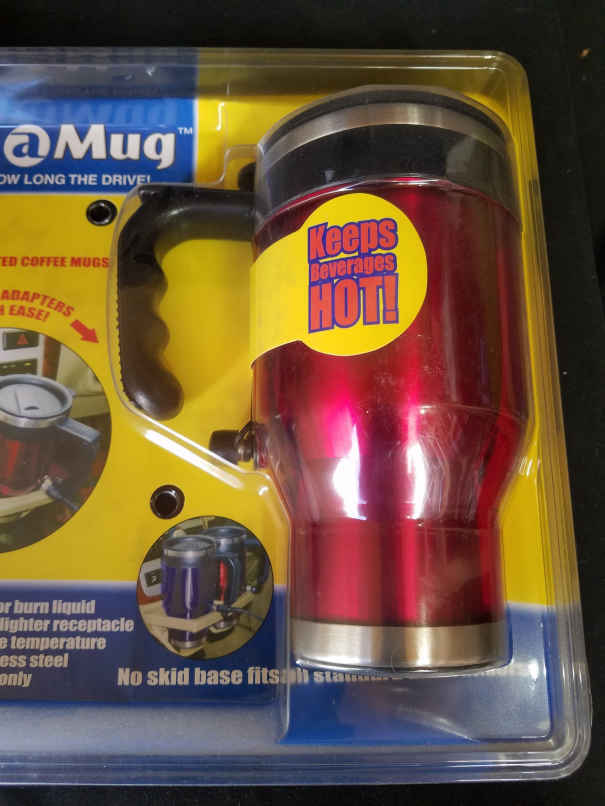 @Mug™
OW LONG THE DRIVE!
TED COFFEE MUGS
ADAPTERS
H EASE!
Keeps
Beverages
HOT!
or burn liquid
lighter receptacle
e temperature
ess steel
only
No skid base fits